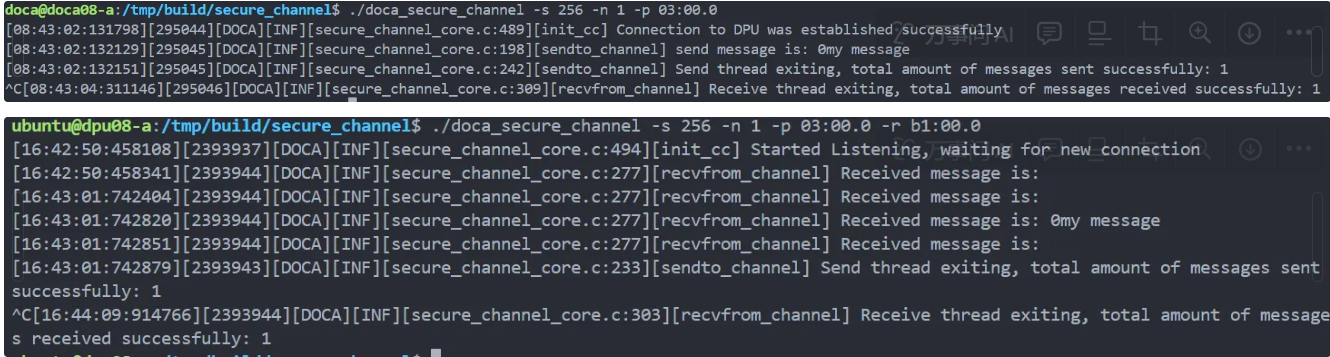 doca@doca08-a:/tmp/build/secure_channel$ ./doca_secure_channel -s 256 -n 1 -p 03:00.0
[08:43:02:131798][295044][DOCA][INF][secure_channel_core.c:489][init_cc] Connection to DPU was established successfully
[08:43:02:132129][295045][DOCA][INF][secure_channel_core.c:198][sendto_channel] send message is: 0my message
[08:43:02:132151][295045][DOCA][INF][secure_channel_core.c:242][sendto_channel] Send thread exiting, total amount of messages sent successfully: 1
^C[08:43:04:311146][295046][DOCA][INF][secure_channel_core.c:309][recvfrom_channel] Receive thread exiting, total amount of messages received successfully: 1
ubuntu@dpu08-a:/tmp/build/secure_channel$ ./doca_secure_channel -s 256 -n 1 -p 03:00.0 -r b1:00.0
[16:42:50:458108][2393937][DOCA][INF][secure_channel_core.c:494][init_cc] Started Listening, waiting for new connection
[16:42:50:458341][2393944][DOCA][INF][secure_channel_core.c:277][recvfrom_channel] Received message is:
[16:43:01:742404][2393944][DOCA][INF][secure_channel_core.c:277][recvfrom_channel] Received message is:
[16:43:01:742820][2393944][DOCA][INF][secure_channel_core.c:277][recvfrom_channel] Received message is: 0my message
[16:43:01:742851][2393944][DOCA][INF][secure_channel_core.c:277][recvfrom_channel] Received message is:
[16:43:01:742879][2393943][DOCA][INF][secure_channel_core.c:233][sendto_channel] Send thread exiting, total amount of messages sent
successfully: 1
^C[16:44:09:914766][2393944][DOCA][INF][secure_channel_core.c:303][recvfrom_channel] Receive thread exiting, total amount of message
s received successfully: 1